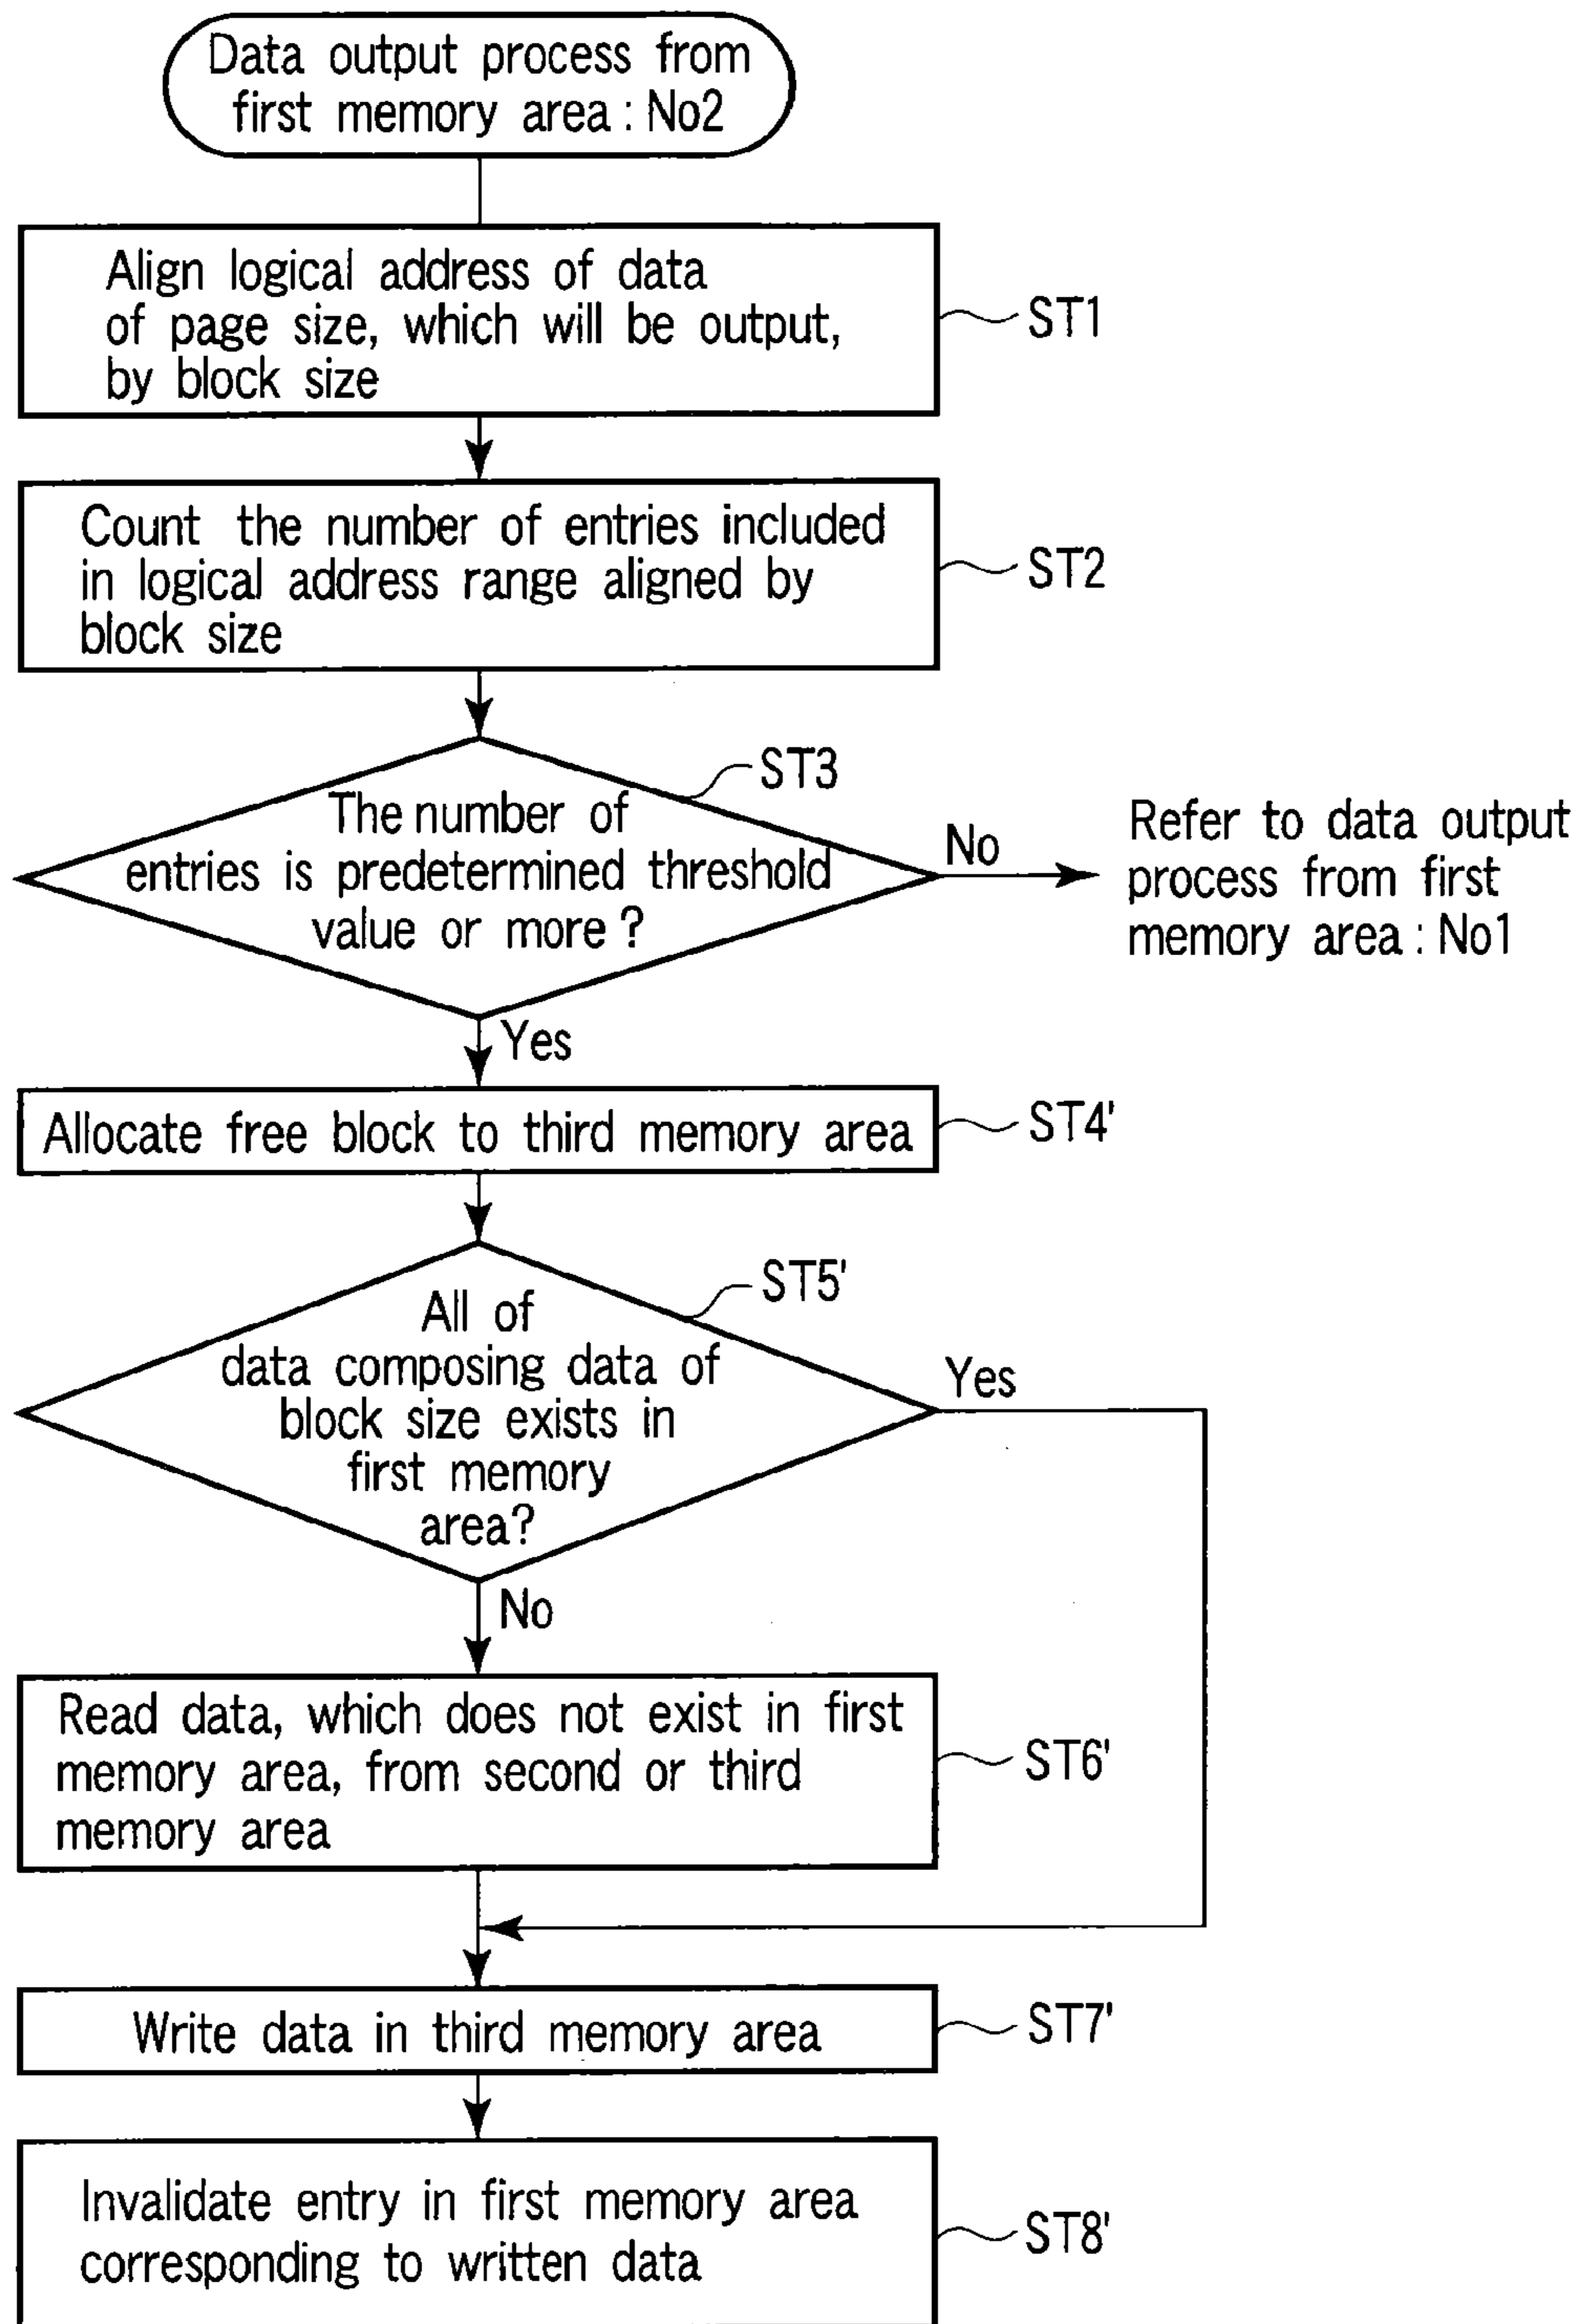 Data output process from
first memory area : No2
Align logical address of data
of page size, which will be output,
by block size
ST1
Count the number of entries included
in logical address range aligned by
block size
ST2
ST3
The number of
entries is predetermined threshold
value or more ?
No
Refer to data output
process from first
memory area : No1
Yes
Allocate free block to third memory area
ST4'
ST5'
All of
data composing data of
block size exists in
first memory
area?
Yes
No
Read data, which does not exist in first
memory area, from second or third
memory area
ST6'
Write data in third memory area
ST7'
Invalidate entry in first memory area
corresponding to written data
ST8'